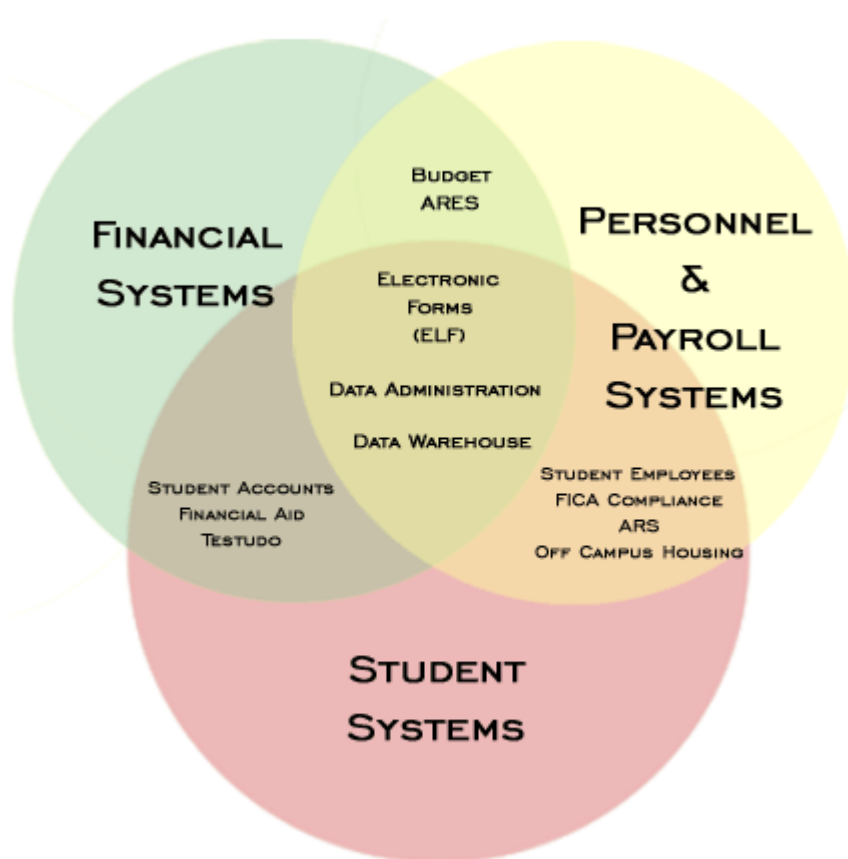 Budget
ARES
Financial
Systems
Personnel
&
Payroll
Systems
Electronic
Forms
(ELF)
Data Administration
Data Warehouse
Student Accounts
Financial Aid
Testudo
Student Employees
FICA Compliance
ARS
Off Campus Housing
Student
Systems